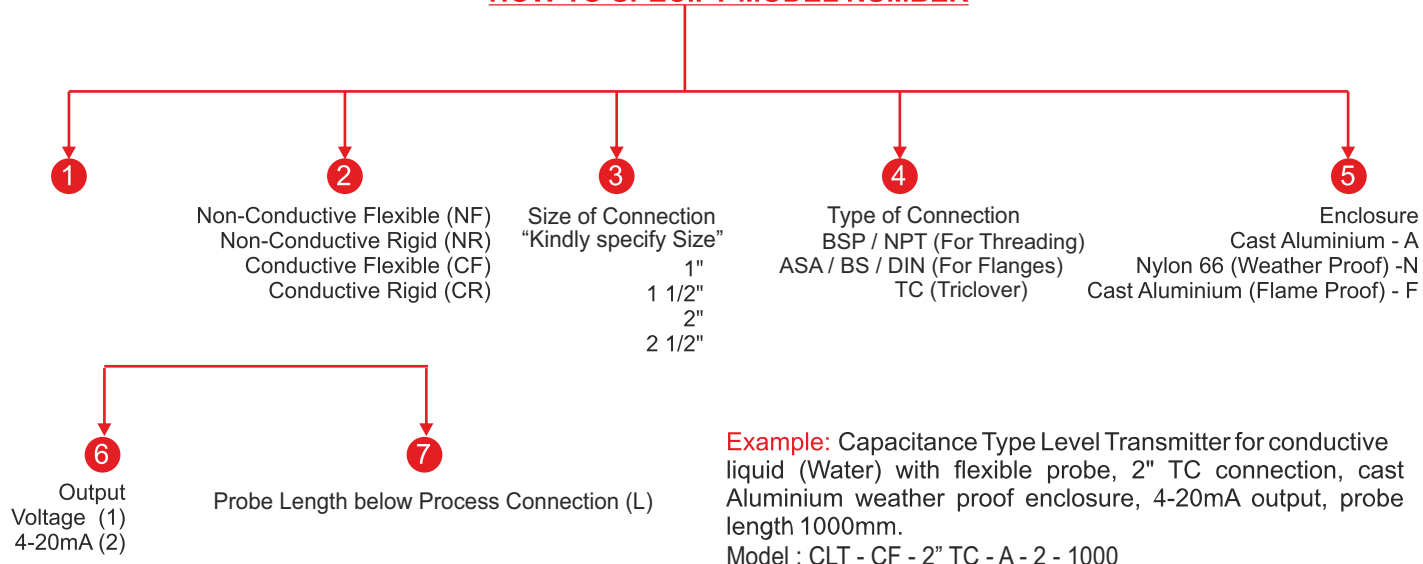 HOW TO SPECIFY MODEL NUMBER
1
2
Non-Conductive Flexible (NF)
Non-Conductive Rigid (NR)
Conductive Flexible (CF)
Conductive Rigid (CR)
3
Size of Connection
“Kindly specify Size”
1"
1 1/2"
2"
2 1/2"
4
Type of Connection
BSP / NPT (For Threading)
ASA / BS / DIN (For Flanges)
TC (Triclover)
5
Enclosure
Cast Aluminium - A
Nylon 66 (Weather Proof) -N
Cast Aluminium (Flame Proof) - F
6
Output
Voltage (1)
4-20mA (2)
7
Probe Length below Process Connection (L)
Example: Capacitance Type Level Transmitter for conductive
liquid (Water) with flexible probe, 2" TC connection, cast
Aluminium weather proof enclosure, 4-20mA output, probe
length 1000mm.
Model : CLT - CF - 2” TC - A - 2 - 1000